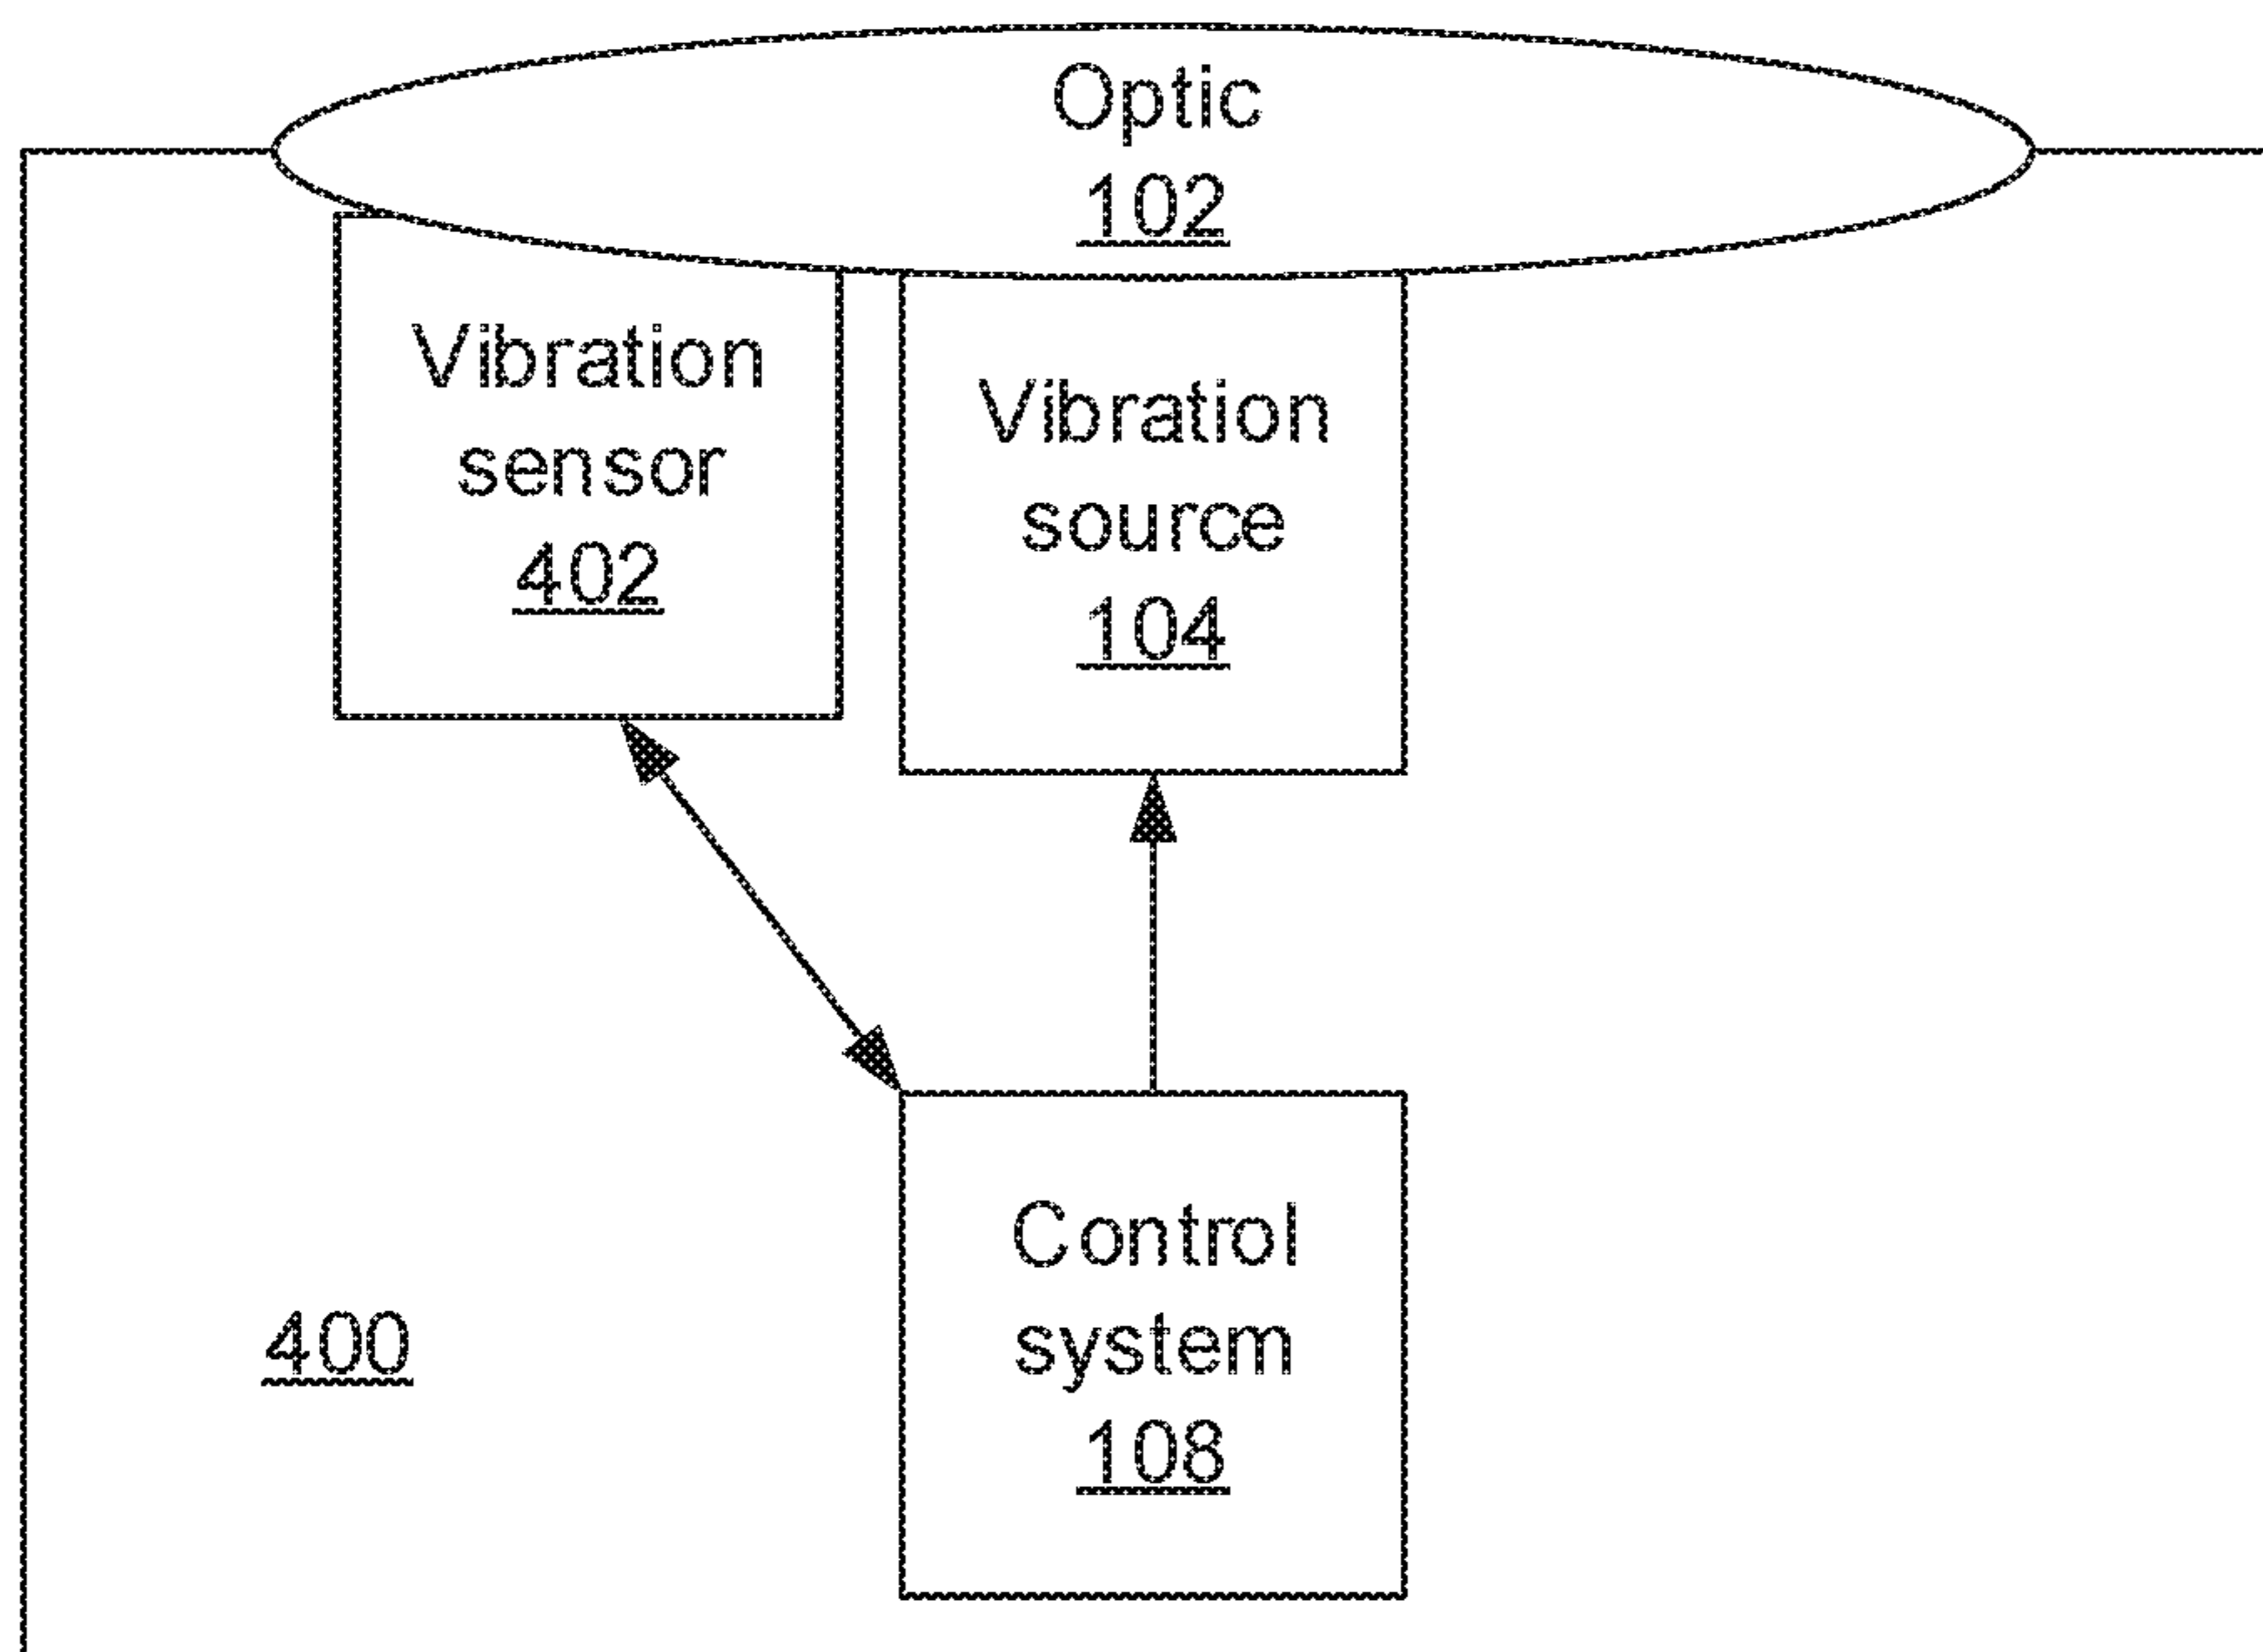 Optic
102
Vibration
sensor
402
Vibration
source
104
Control
system
108
400